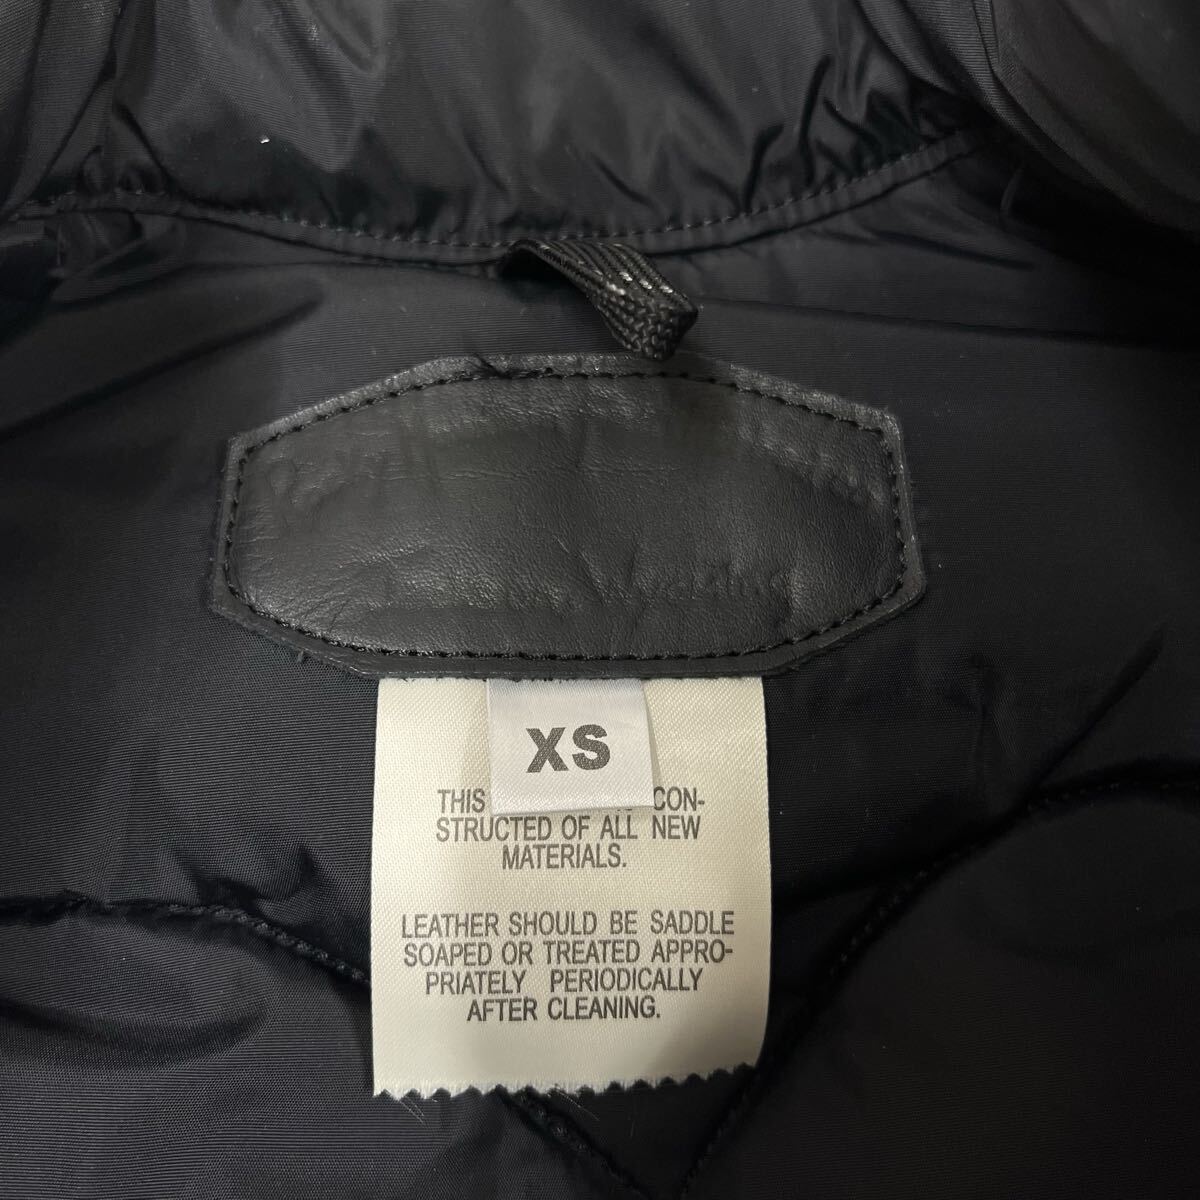 XS
THIS CON-
STRUCTED OF ALL NEW
MATERIALS.
LEATHER SHOULD BE SADDLE
SOAPED OR TREATED APPRO-
PRIATELY PERIODICALLY
AFTER CLEANING.